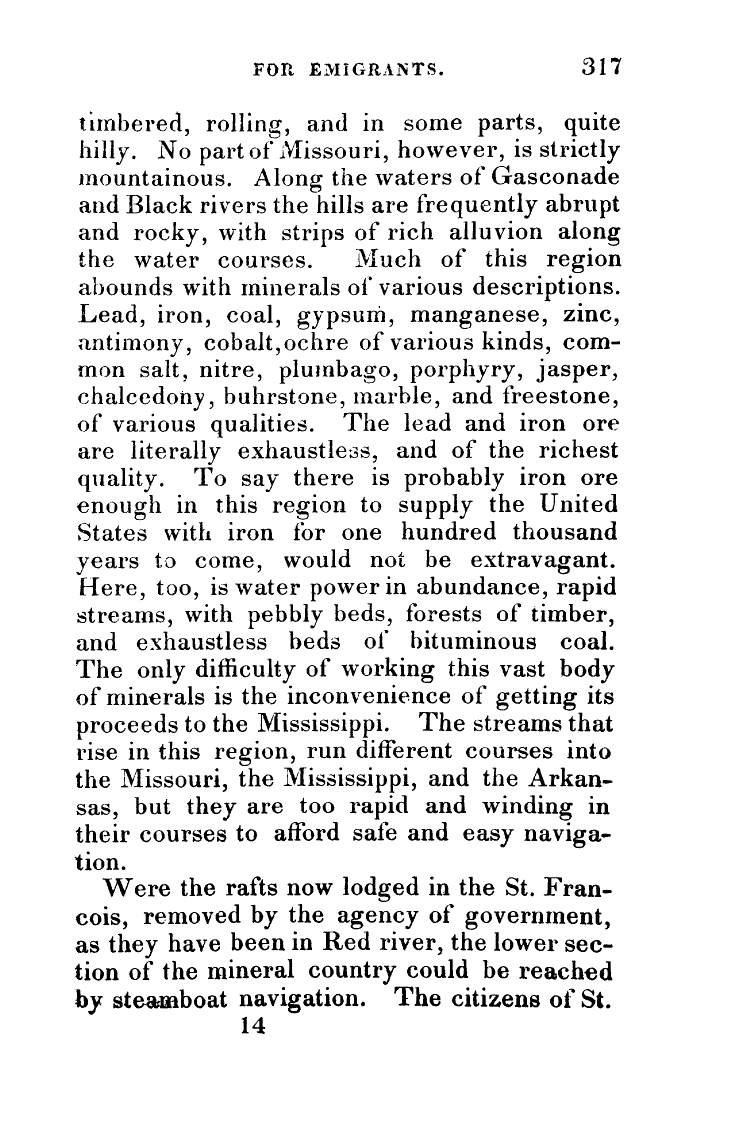 FOR EMIGRANTS. 317
timbered, rolling, and in some parts, quite
hilly. No part of Missouri, however, is strictly
mountainous. Along the waters of Gasconade
and Black rivers the hills are frequently abrupt
and rocky, with strips of rich alluvion along
the water courses. Much of this region
abounds with minerals of various descriptions.
Lead, iron, coal, gypsum, manganese, zinc,
antimony, cobalt, ochre of various kinds, com-
mon salt, nitre, plumbago, porphyry, jasper,
chalcedony, buhrstone, marble, and freestone,
of various qualities. The lead and iron ore
are literally exhaustless, and of the richest
quality. To say there is probably iron ore
enough in this region to supply the United
States with iron for one hundred thousand
years to come, would not be extravagant.
Here, too, is water power in abundance, rapid
streams, with pebbly beds, forests of timber,
and exhaustless beds of bituminous coal.
The only difficulty of working this vast body
of minerals is the inconvenience of getting its
proceeds to the Mississippi. The streams that
rise in this region, run different courses into
the Missouri, the Mississippi, and the Arkan-
sas, but they are too rapid and winding in
their courses to afford safe and easy naviga-
tion.
Were the rafts now lodged in the St. Fran-
cois, removed by the agency of government,
as they have been in Red river, the lower sec-
tion of the mineral country could be reached
by steamboat navigation. The citizens of St.
14